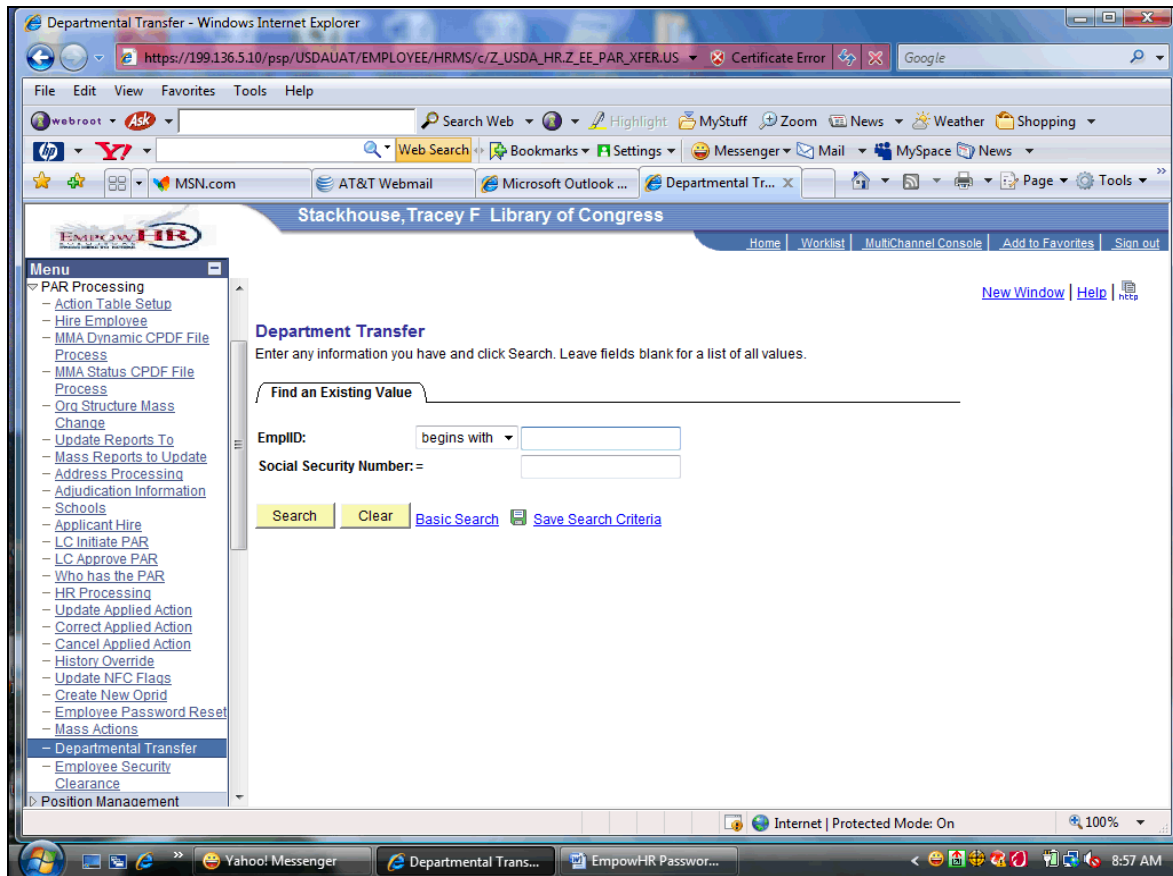 Departmental Transfer - Windows Internet Explorer
https://199.136.5.10/psp/USDAUAT/EMPLOYEE/HRMS/c/Z_USDA_HR.Z_EE_PAR_XFER.US Certificate Error Google
File Edit View Favorites Tools Help
webroot Ask Search Web Highlight MyStuff Zoom News Weather Shopping
hp Y! Web Search Bookmarks Settings Messenger Mail MySpace News
MSN.com AT&T Webmail Microsoft Outlook ... Departmental Tr... X Page Tools
Stackhouse,Tracey F Library of Congress
EMPOWHR
Home Worklist MultiChannel Console Add to Favorites Sign out
Menu
PAR Processing
New Window | Help | http
– Action Table Setup
– Hire Employee
– MMA Dynamic CPDF File
Process
– MMA Status CPDF File
Process
– Org Structure Mass
Change
– Update Reports To
– Mass Reports to Update
– Address Processing
– Adjudication Information
– Schools
– Applicant Hire
– LC Initiate PAR
– LC Approve PAR
– Who has the PAR
– HR Processing
– Update Applied Action
– Correct Applied Action
– Cancel Applied Action
– History Override
– Update NFC Flags
– Create New Oprid
– Employee Password Reset
– Mass Actions
– Departmental Transfer
– Employee Security
Clearance
Position Management
Department Transfer
Enter any information you have and click Search. Leave fields blank for a list of all values.
Find an Existing Value
EmplID: begins with
Social Security Number: =
Search Clear Basic Search Save Search Criteria
Internet | Protected Mode: On 100%
Yahoo! Messenger Departmental Trans... EmpowHR Passwor... 8:57 AM